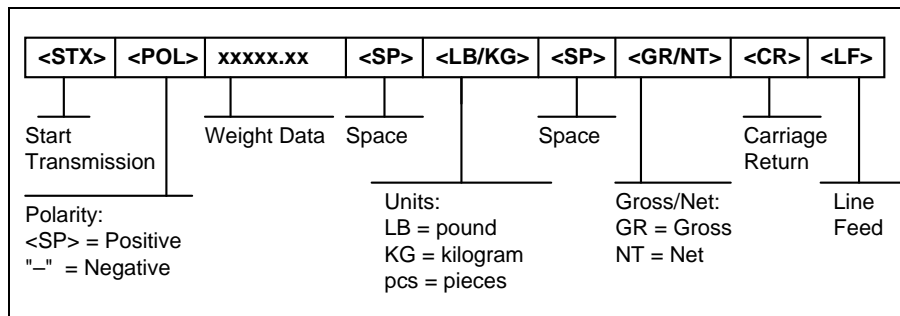 <STX> <POL> xxxxx.xx <SP> <LB/KG> <SP> <GR/NT> <CR> <LF>
Start Transmission
Weight Data
Space
Space
Carriage Return
Polarity:
<SP> = Positive
"–" = Negative
Units:
LB = pound
KG = kilogram
pcs = pieces
Gross/Net:
GR = Gross
NT = Net
Line Feed